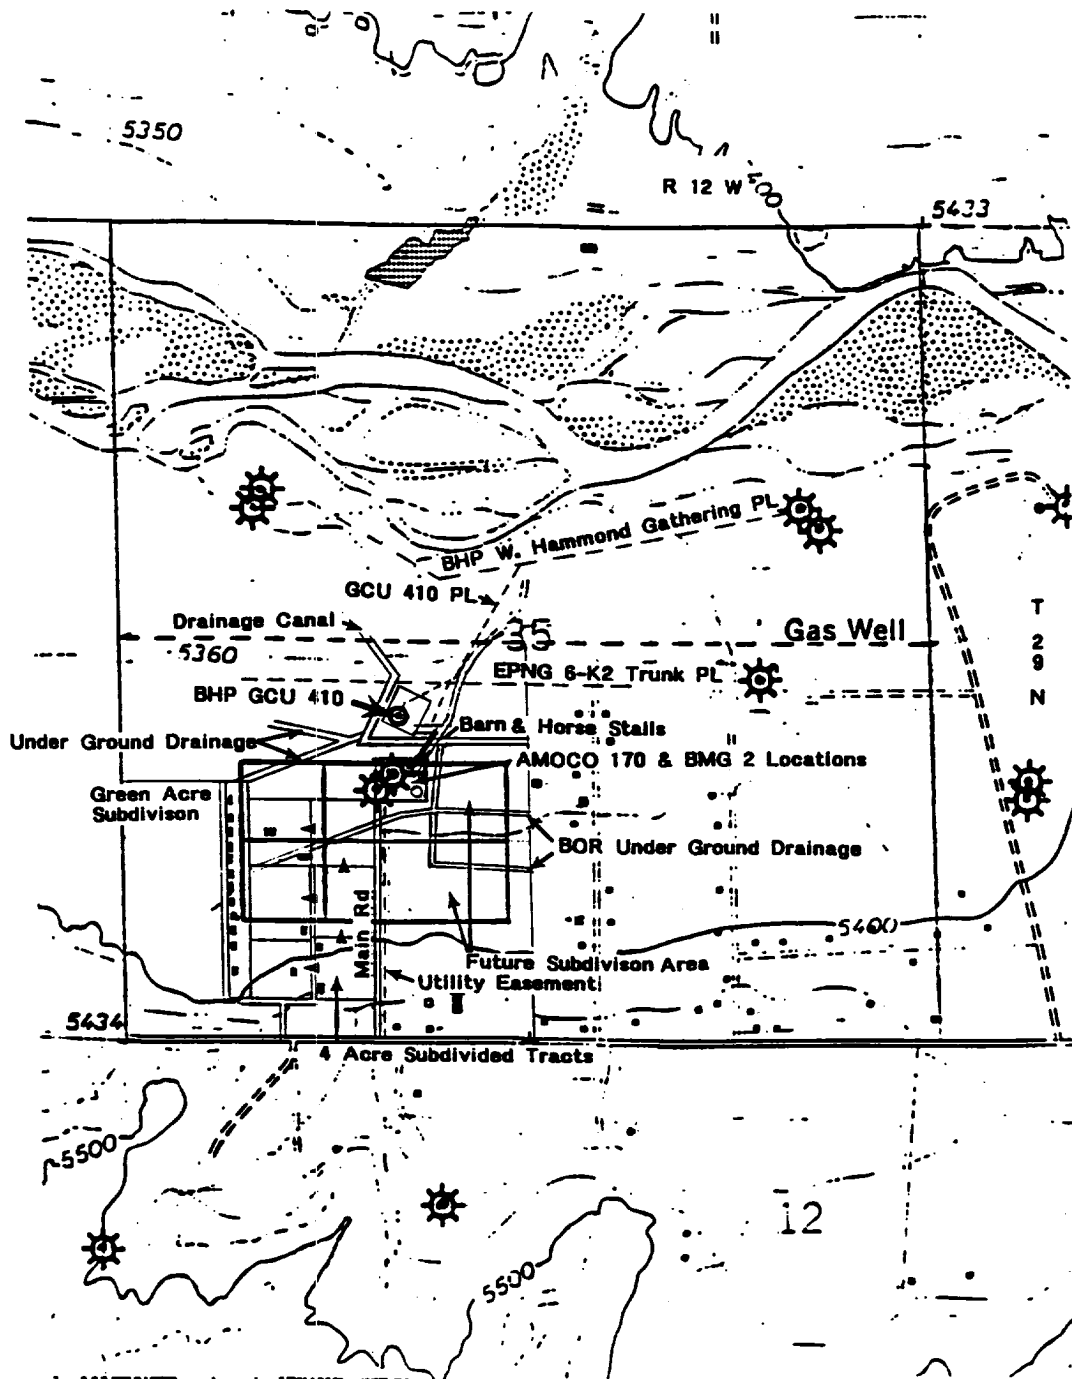 5350
R 12 W
5433
BHP W. Hammond Gathering PL
GCU 410 PL
Drainage Canal
35
Gas Well
T
29
N
5360
EPNG 6-K2 Trunk PL
BHP GCU 410
Barn & Horse Stalls
Under Ground Drainage
AMOCO 170 & BMG 2 Locations
Green Acre
Subdivison
BOR Under Ground Drainage
Main Rd
5400
Future Subdivison Area
Utility Easement
5434
4 Acre Subdivided Tracts
5500
12
5500